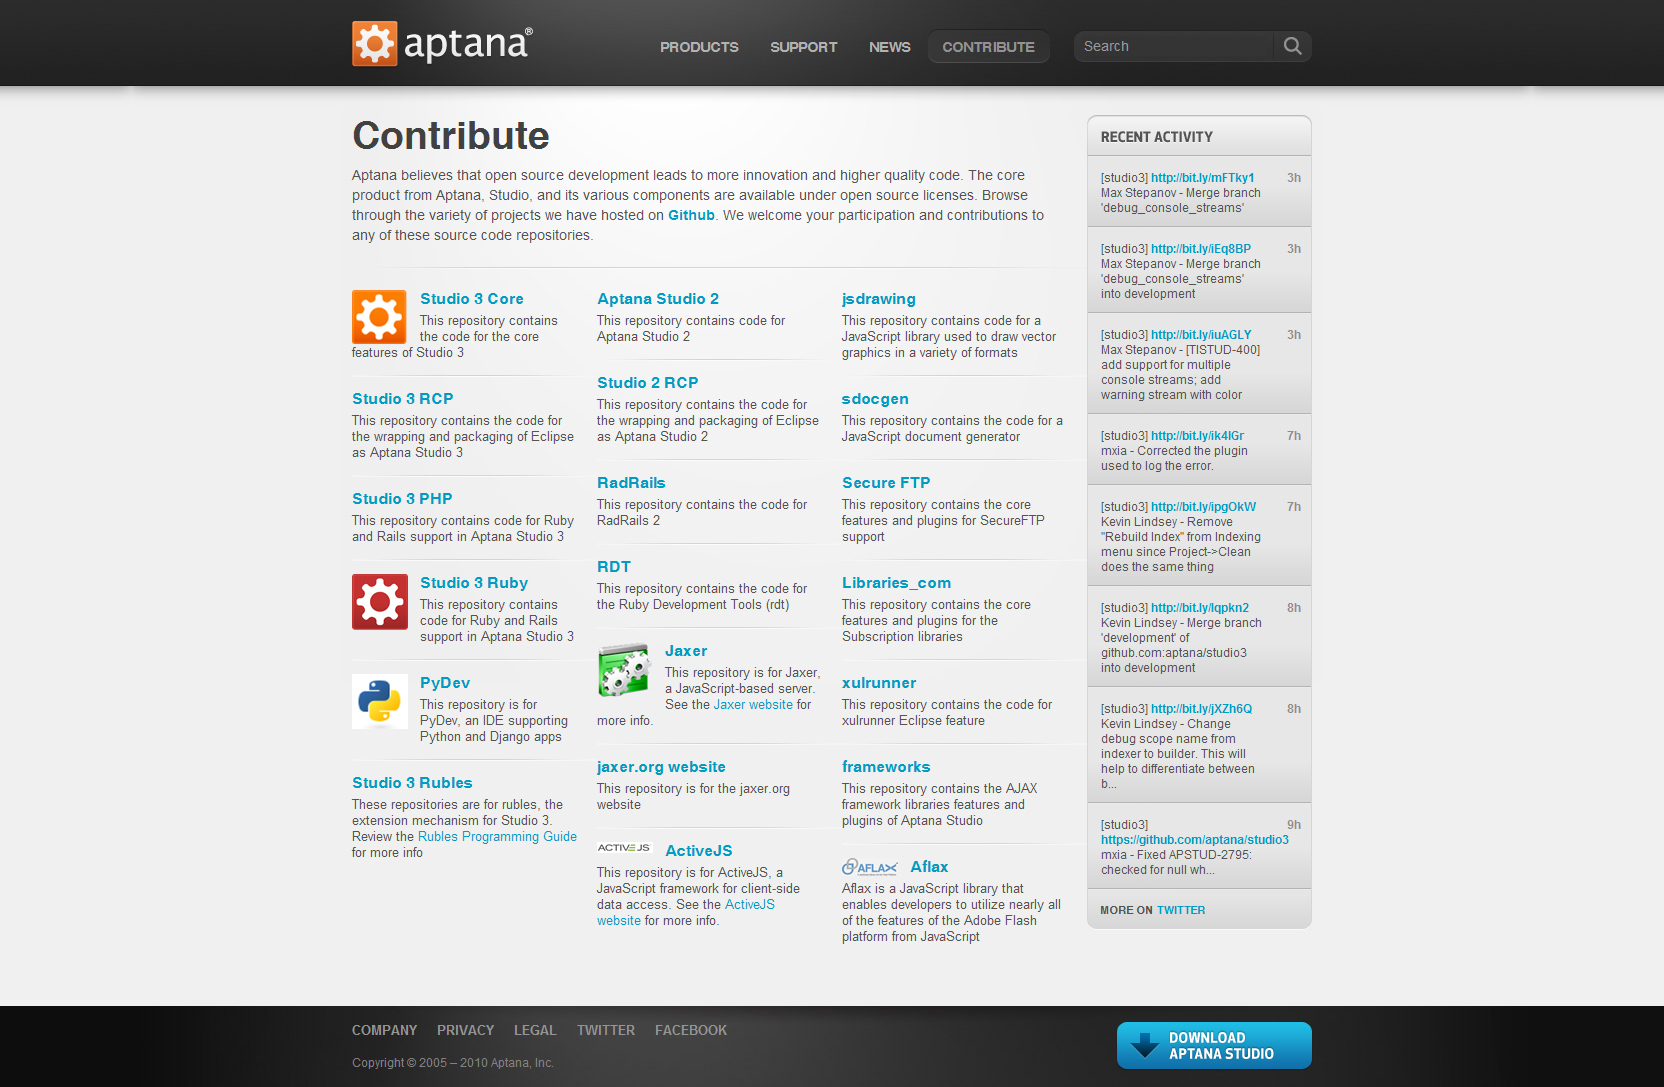 aptana®
PRODUCTS
SUPPORT
NEWS
CONTRIBUTE
Search
Contribute
Aptana believes that open source development leads to more innovation and higher quality code. The core
product from Aptana, Studio, and its various components are available under open source licenses. Browse
through the variety of projects we have hosted on Github. We welcome your participation and contributions to
any of these source code repositories.
Studio 3 Core
This repository contains
the code for the core
features of Studio 3
Studio 3 RCP
This repository contains the code for
the wrapping and packaging of Eclipse
as Aptana Studio 3
Studio 3 PHP
This repository contains code for Ruby
and Rails support in Aptana Studio 3
Studio 3 Ruby
This repository contains
code for Ruby and Rails
support in Aptana Studio 3
PyDev
This repository is for
PyDev, an IDE supporting
Python and Django apps
Studio 3 Rubles
These repositories are for rubles, the
extension mechanism for Studio 3.
Review the Rubles Programming Guide
for more info
Aptana Studio 2
This repository contains code for
Aptana Studio 2
Studio 2 RCP
This repository contains the code for
the wrapping and packaging of Eclipse
as Aptana Studio 2
RadRails
This repository contains the code for
RadRails 2
RDT
This repository contains the code for
the Ruby Development Tools (rdt)
Jaxer
This repository is for Jaxer,
a JavaScript-based server.
See the Jaxer website for
more info.
jaxer.org website
This repository is for the jaxer.org
website
ACTIVEJS
ActiveJS
This repository is for ActiveJS, a
JavaScript framework for client-side
data access. See the ActiveJS
website for more info.
jsdrawing
This repository contains code for a
JavaScript library used to draw vector
graphics in a variety of formats
sdocgen
This repository contains the code for a
JavaScript document generator
Secure FTP
This repository contains the core
features and plugins for SecureFTP
support
Libraries_com
This repository contains the core
features and plugins for the
Subscription libraries
xulrunner
This repository contains the code for
xulrunner Eclipse feature
frameworks
This repository contains the AJAX
framework libraries features and
plugins of Aptana Studio
AFLAX
Aflax
Aflax is a JavaScript library that
enables developers to utilize nearly all
of the features of the Adobe Flash
platform from JavaScript
RECENT ACTIVITY
[studio3] http://bit.ly/mFTky1 3h
Max Stepanov - Merge branch
'debug_console_streams'
[studio3] http://bit.ly/iEq8BP 3h
Max Stepanov - Merge branch
'debug_console_streams'
into development
[studio3] http://bit.ly/iuAGLY 3h
Max Stepanov - [TISTUD-400]
add support for multiple
console streams; add
warning stream with color
[studio3] http://bit.ly/ik4lGr 7h
mxia - Corrected the plugin
used to log the error.
[studio3] http://bit.ly/ipgOkW 7h
Kevin Lindsey - Remove
"Rebuild Index" from Indexing
menu since Project->Clean
does the same thing
[studio3] http://bit.ly/lqpkn2 8h
Kevin Lindsey - Merge branch
'development' of
github.com:aptana/studio3
into development
[studio3] http://bit.ly/jXZh6Q 8h
Kevin Lindsey - Change
debug scope name from
indexer to builder. This will
help to differentiate between
b...
[studio3] 9h
https://github.com/aptana/studio3
mxia - Fixed APSTUD-2795:
checked for null wh...
MORE ON TWITTER
COMPANY
PRIVACY
LEGAL
TWITTER
FACEBOOK
Copyright © 2005 – 2010 Aptana, Inc.
DOWNLOAD
APTANA STUDIO